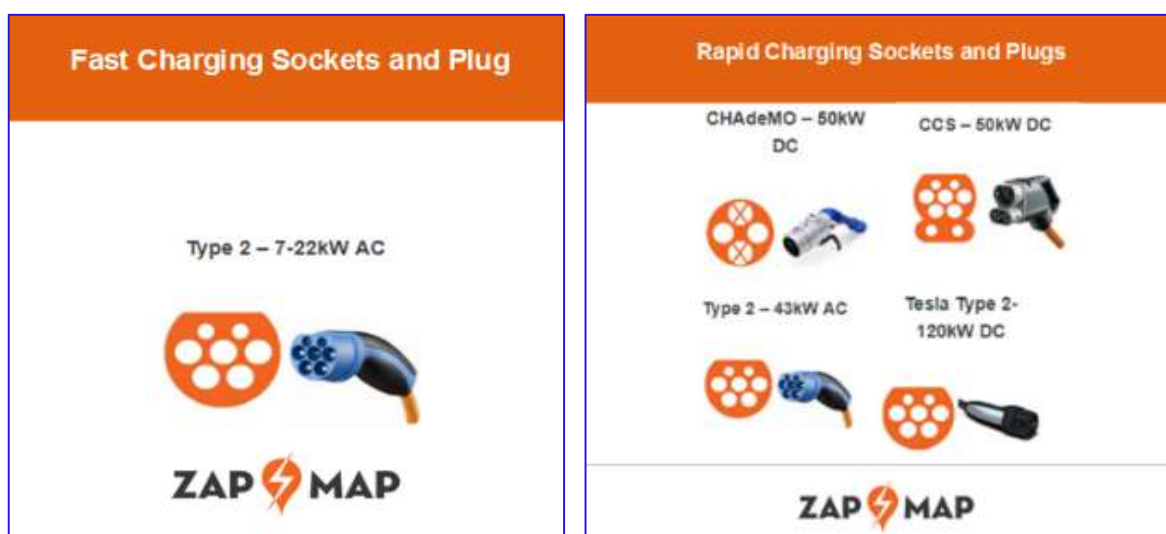 Fast Charging Sockets and Plug
Type 2 – 7-22kW AC
ZAP MAP
Rapid Charging Sockets and Plugs
CHAdeMO – 50kW
DC
CCS – 50kW DC
Type 2 – 43kW AC
Tesla Type 2-
120kW DC
ZAP MAP